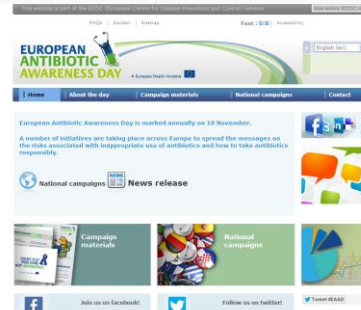 This website is part of the ECDC (European Centre for Disease Prevention and Control) network
FAQs | Contact | Sitemap
Font : Accessibility
EUROPEAN
ANTIBIOTIC
AWARENESS DAY
A European Health Initiative
English (en)
Home
About the day
Campaign materials
National campaigns
Contact
European Antibiotic Awareness Day is marked annually on 18 November.
A number of initiatives are taking place across Europe to spread the messages on
the risks associated with inappropriate use of antibiotics and how to take antibiotics
responsibly.
National campaigns
NEWS
News release
Campaign
materials
National
campaigns
Join us on facebook!
Follow us on twitter!
Tweet #EAAD